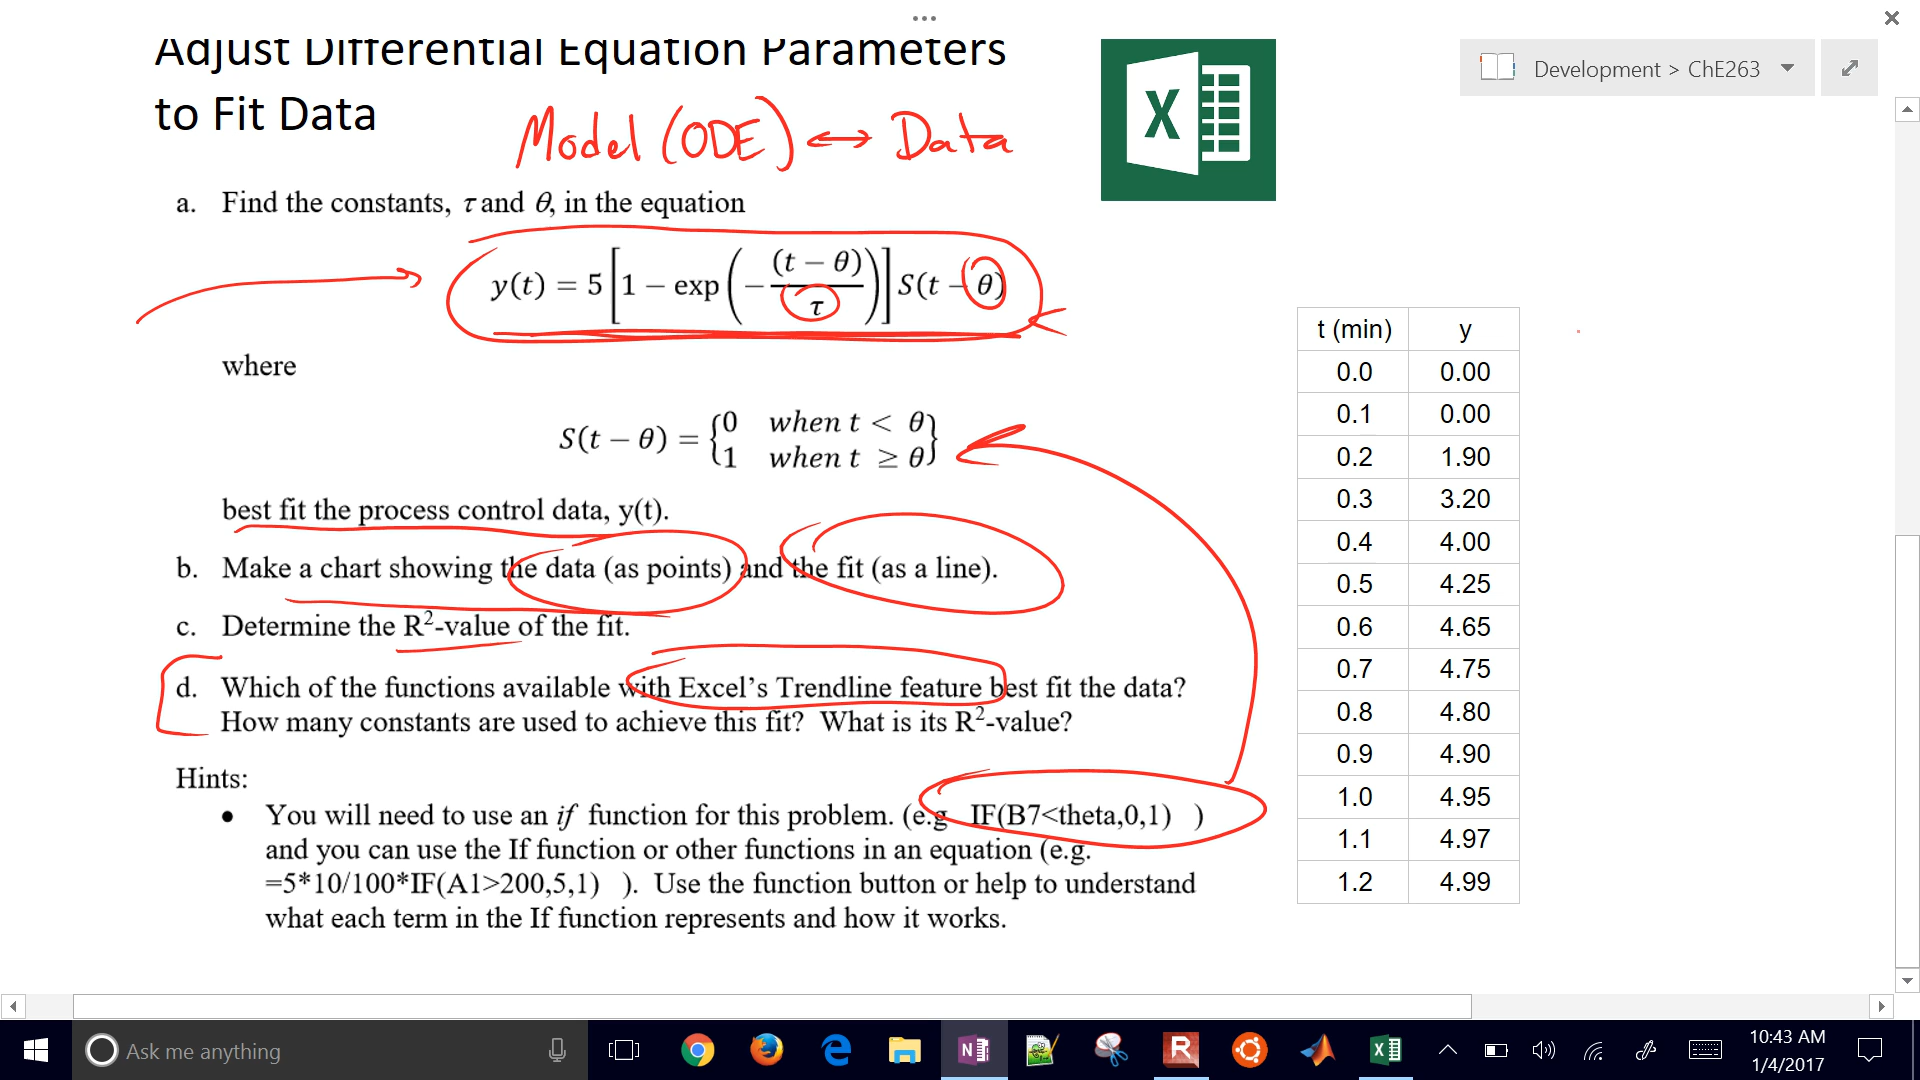 Adjust Differential Equation Parameters
to Fit Data
Model (ODE) ↔ Data
X
Development > ChE263
a. Find the constants, τ and θ, in the equation
y(t) = 5 [1 − exp (− (t − θ) / τ)] S(t − θ)
where
S(t − θ) = {0 when t < θ
1 when t ≥ θ}
best fit the process control data, y(t).
b. Make a chart showing the data (as points) and the fit (as a line).
c. Determine the R²-value of the fit.
d. Which of the functions available with Excel's Trendline feature best fit the data?
How many constants are used to achieve this fit? What is its R²-value?
Hints:
• You will need to use an if function for this problem. (e.g IF(B7<theta,0,1) )
and you can use the If function or other functions in an equation (e.g.
=5*10/100*IF(A1>200,5,1) ). Use the function button or help to understand
what each term in the If function represents and how it works.
t (min) y
0.0 0.00
0.1 0.00
0.2 1.90
0.3 3.20
0.4 4.00
0.5 4.25
0.6 4.65
0.7 4.75
0.8 4.80
0.9 4.90
1.0 4.95
1.1 4.97
1.2 4.99
Ask me anything
N
R
X
10:43 AM
1/4/2017